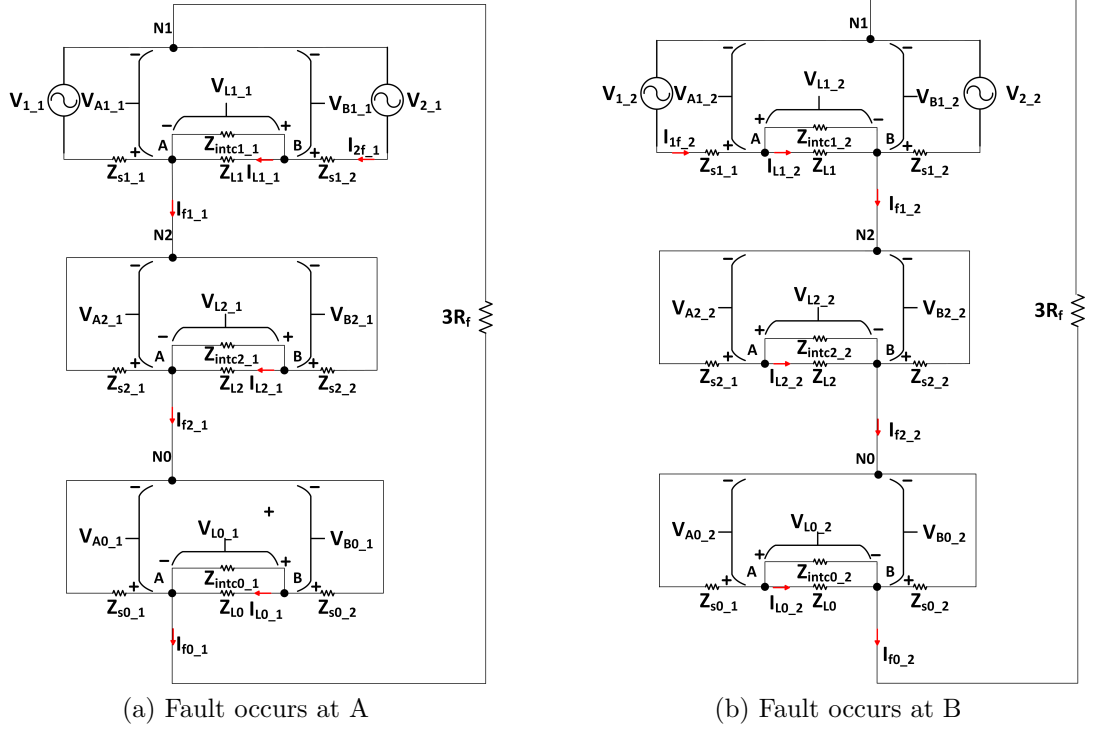 N1
V1_1
VA1_1
VL1_1
VB1_1
V2_1
Zintc1_1
A
B
I2f_1
Zs1_1
ZL1
IL1_1
Zs1_2
If1_1
N2
VA2_1
VL2_1
VB2_1
Zintc2_1
A
B
Zs2_1
ZL2
IL2_1
Zs2_2
3Rf
If2_1
N0
VA0_1
VL0_1
VB0_1
Zintc0_1
A
B
Zs0_1
ZL0
IL0_1
Zs0_2
If0_1
(a) Fault occurs at A
N1
V1_2
VA1_2
VL1_2
VB1_2
V2_2
I1f_2
Zintc1_2
A
B
Zs1_1
IL1_2
ZL1
Zs1_2
If1_2
N2
VA2_2
VL2_2
VB2_2
Zintc2_2
A
B
Zs2_1
IL2_2
ZL2
Zs2_2
3Rf
If2_2
N0
VA0_2
VL0_2
VB0_2
Zintc0_2
A
B
Zs0_1
IL0_2
ZL0
Zs0_2
If0_2
(b) Fault occurs at B